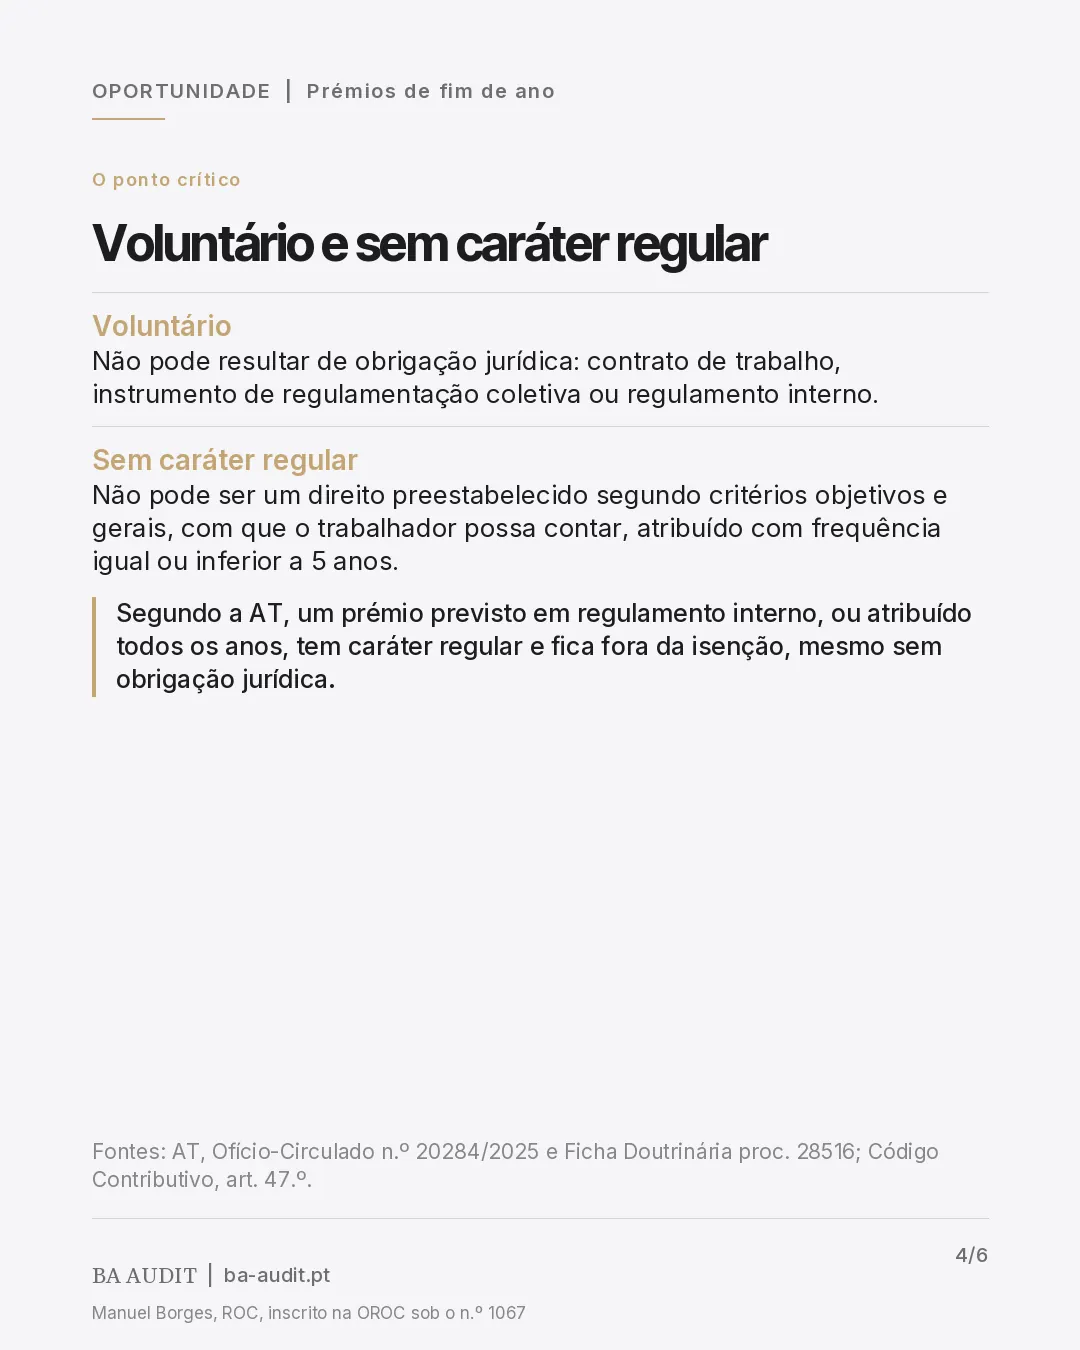 OPORTUNIDADE | Prémios de fim de ano
O ponto crítico
Voluntário e sem caráter regular
Voluntário
Não pode resultar de obrigação jurídica: contrato de trabalho,
instrumento de regulamentação coletiva ou regulamento interno.
Sem caráter regular
Não pode ser um direito preestabelecido segundo critérios objetivos e
gerais, com que o trabalhador possa contar, atribuído com frequência
igual ou inferior a 5 anos.
Segundo a AT, um prémio previsto em regulamento interno, ou atribuído
todos os anos, tem caráter regular e fica fora da isenção, mesmo sem
obrigação jurídica.
Fontes: AT, Ofício-Circulado n.º 20284/2025 e Ficha Doutrinária proc. 28516; Código
Contributivo, art. 47.º.
4/6
BA AUDIT | ba-audit.pt
Manuel Borges, ROC, inscrito na OROC sob o n.º 1067